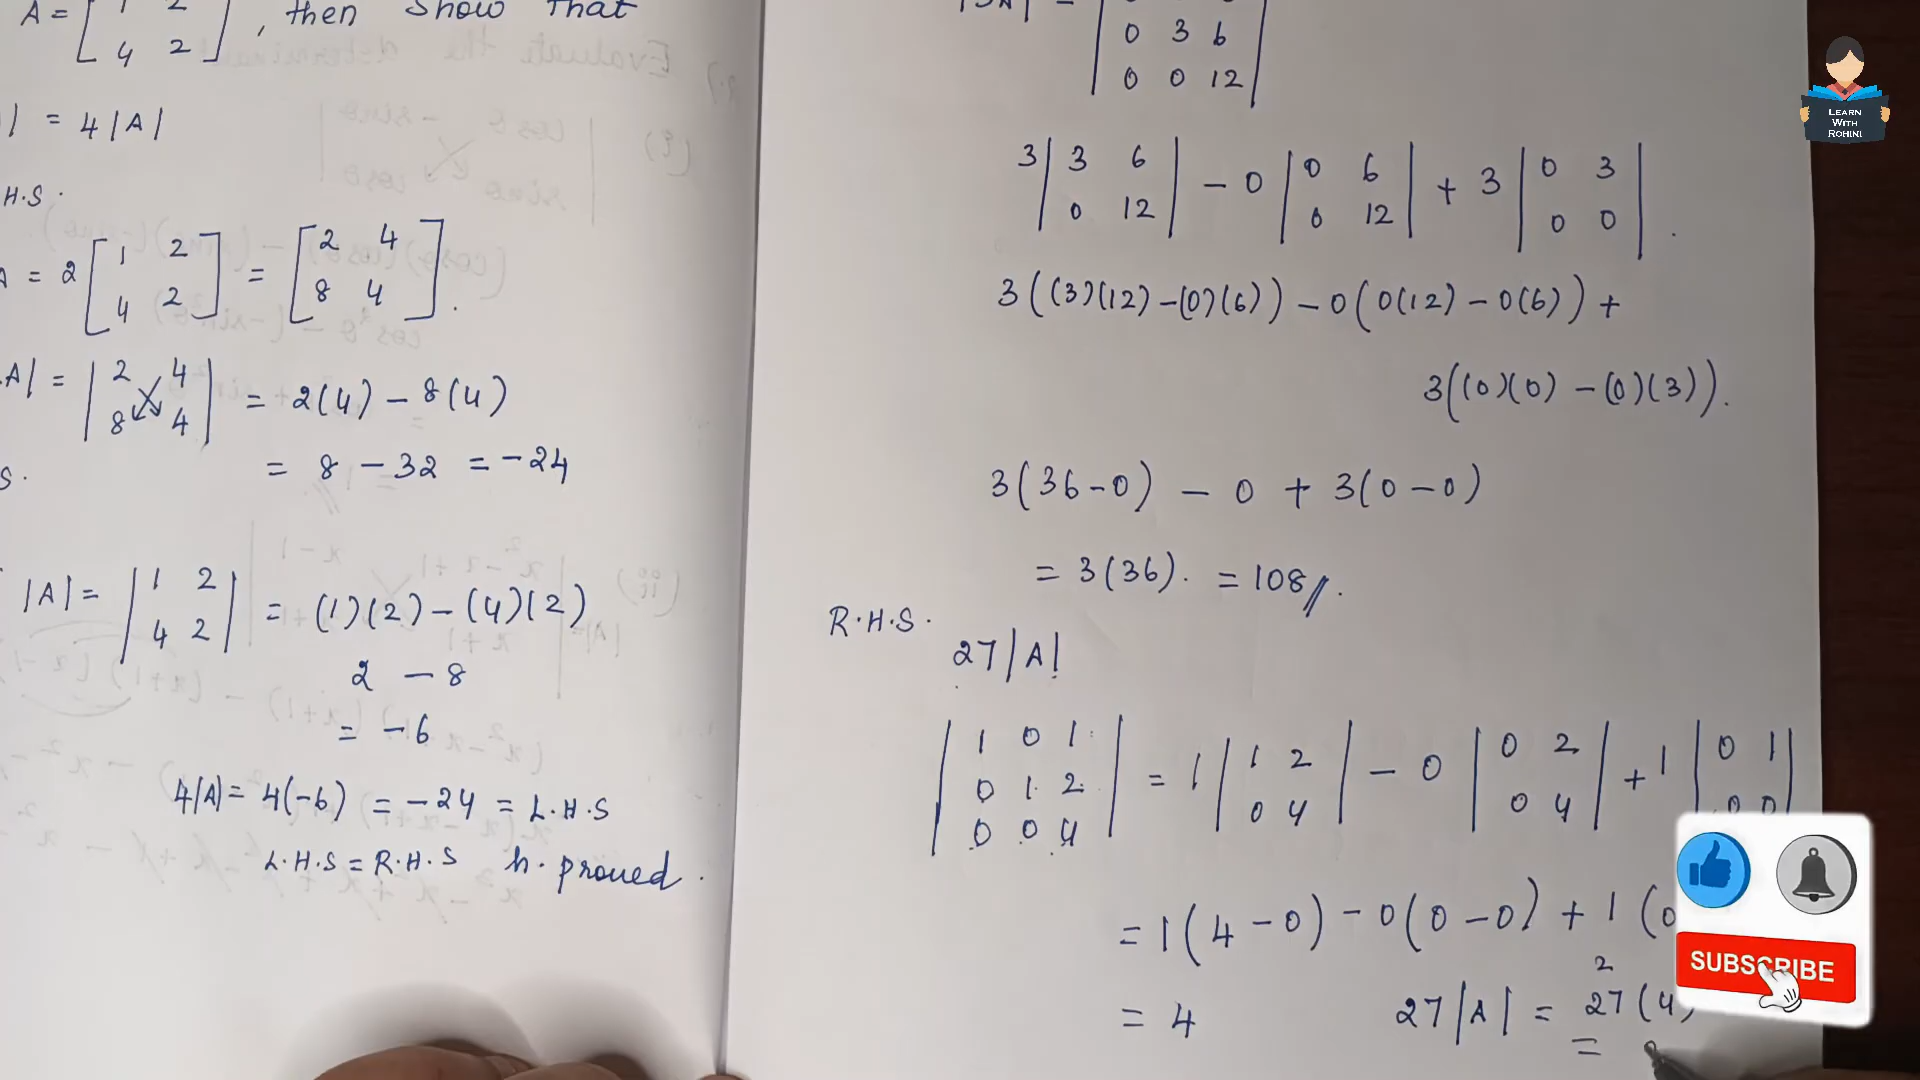 A = [ 1 2
4 2 ] , then show that
| = 4|A|
H.S.
A = 2 [ 1 2
4 2 ] = [ 2 4
8 4 ] .
A| = | 2 4
8 4 | = 2(4) - 8(4)
= 8 - 32 = -24
S.
|A| = | 1 2
4 2 | = (1)(2) - (4)(2)
2 - 8
= -6
4|A| = 4(-6) = -24 = L.H.S
L.H.S = R.H.S h. proved.
0 3 6
0 0 12
3 | 3 6
0 12 | - 0 | 0 6
0 12 | + 3 | 0 3
0 0 | .
3((3)(12) - (0)(6)) - 0(0(12) - 0(6)) +
3((0)(0) - (0)(3)).
3(36-0) - 0 + 3(0-0)
= 3(36). = 108//.
R.H.S.
27|A|
| 1 0 1
0 1 2
0 0 4 | = 1 | 1 2
0 4 | - 0 | 0 2
0 4 | + 1 | 0 1
0 0 |
= 1(4-0) - 0(0-0) + 1(0
= 4 27|A| = 27(4)
2
=
LEARN
WITH
ROHINI
SUBSCRIBE